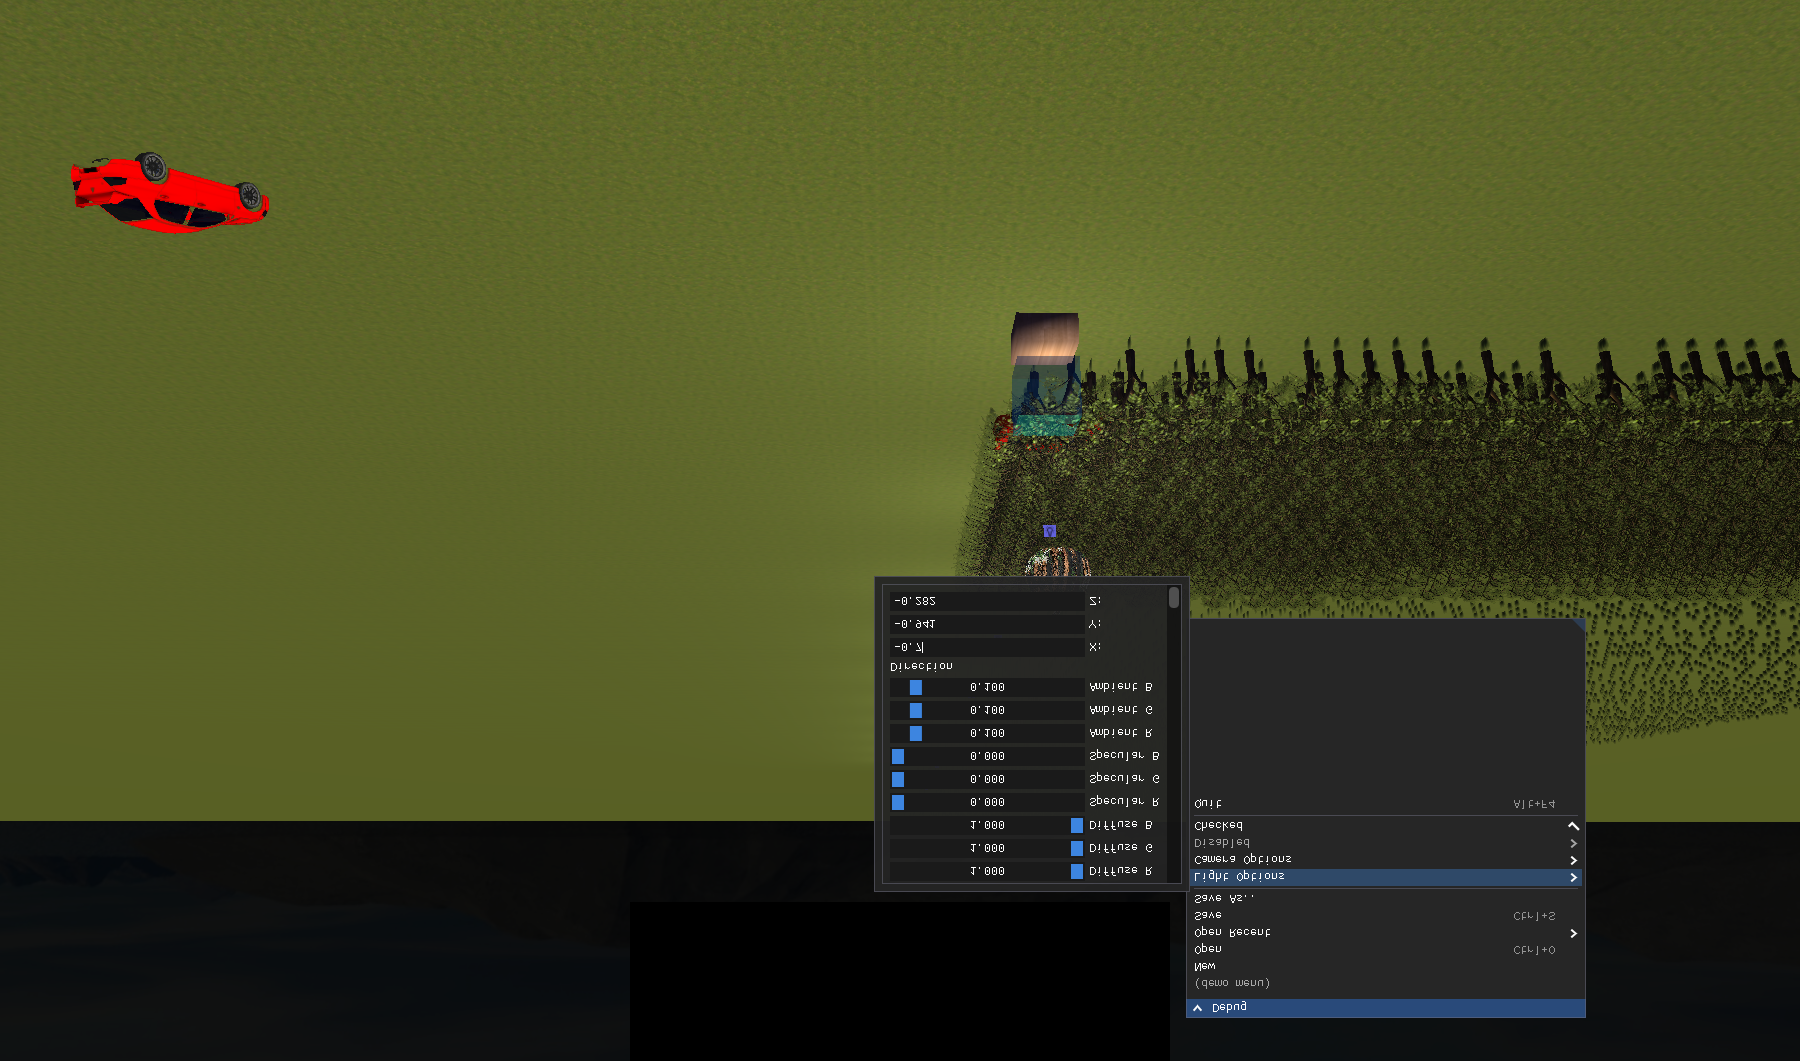 Debug
(demo menu)
New
Open Ctrl+O
Open Recent
Save Ctrl+S
Save As..
Light Options
Camera Options
Disabled
Checked
Quit Alt+F4
1.000 Diffuse R
1.000 Diffuse G
1.000 Diffuse B
0.000 Specular R
0.000 Specular G
0.000 Specular B
0.100 Ambient R
0.100 Ambient G
0.100 Ambient B
Direction
-0.7 X:
-0.941 Y:
-0.282 Z: